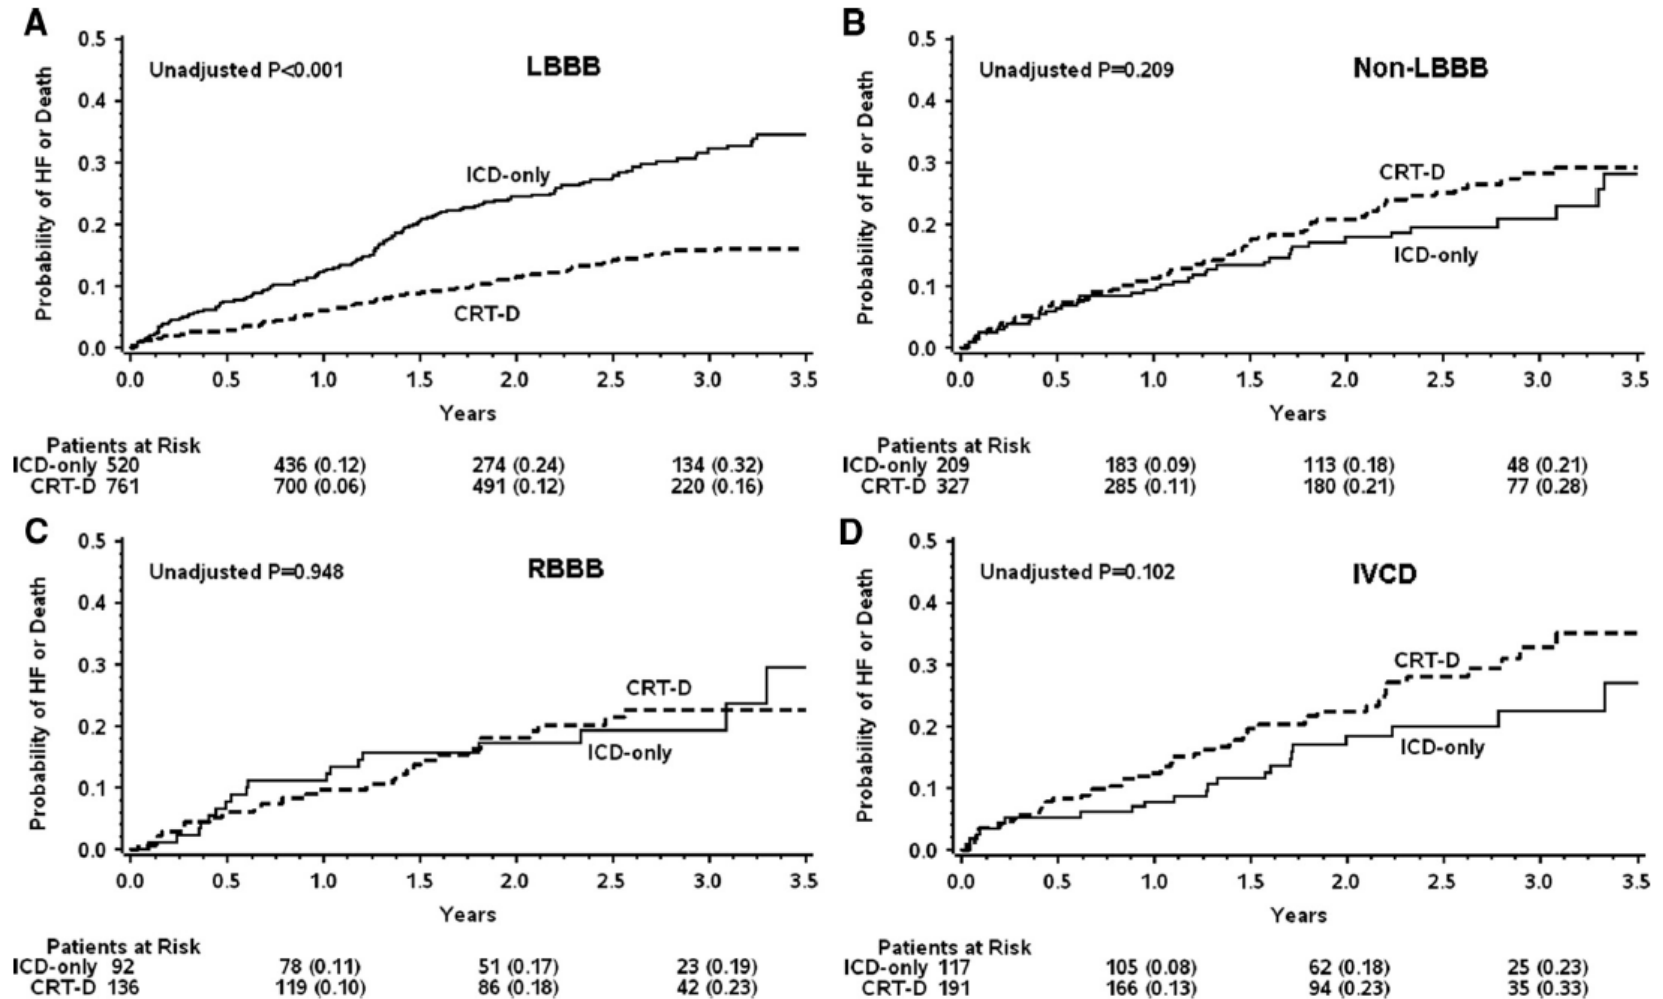 A
Unadjusted P<0.001
LBBB
Probability of HF or Death
0.5
0.4
0.3
0.2
0.1
0.0
ICD-only
CRT-D
0.0 0.5 1.0 1.5 2.0 2.5 3.0 3.5
Years
Patients at Risk
ICD-only 520 436 (0.12) 274 (0.24) 134 (0.32)
CRT-D 761 700 (0.06) 491 (0.12) 220 (0.16)
B
Unadjusted P=0.209
Non-LBBB
Probability of HF or Death
0.5
0.4
0.3
0.2
0.1
0.0
CRT-D
ICD-only
0.0 0.5 1.0 1.5 2.0 2.5 3.0 3.5
Years
Patients at Risk
ICD-only 209 183 (0.09) 113 (0.18) 48 (0.21)
CRT-D 327 285 (0.11) 180 (0.21) 77 (0.28)
C
Unadjusted P=0.948
RBBB
Probability of HF or Death
0.5
0.4
0.3
0.2
0.1
0.0
CRT-D
ICD-only
0.0 0.5 1.0 1.5 2.0 2.5 3.0 3.5
Years
Patients at Risk
ICD-only 92 78 (0.11) 51 (0.17) 23 (0.19)
CRT-D 136 119 (0.10) 86 (0.18) 42 (0.23)
D
Unadjusted P=0.102
IVCD
Probability of HF or Death
0.5
0.4
0.3
0.2
0.1
0.0
CRT-D
ICD-only
0.0 0.5 1.0 1.5 2.0 2.5 3.0 3.5
Years
Patients at Risk
ICD-only 117 105 (0.08) 62 (0.18) 25 (0.23)
CRT-D 191 166 (0.13) 94 (0.23) 35 (0.33)